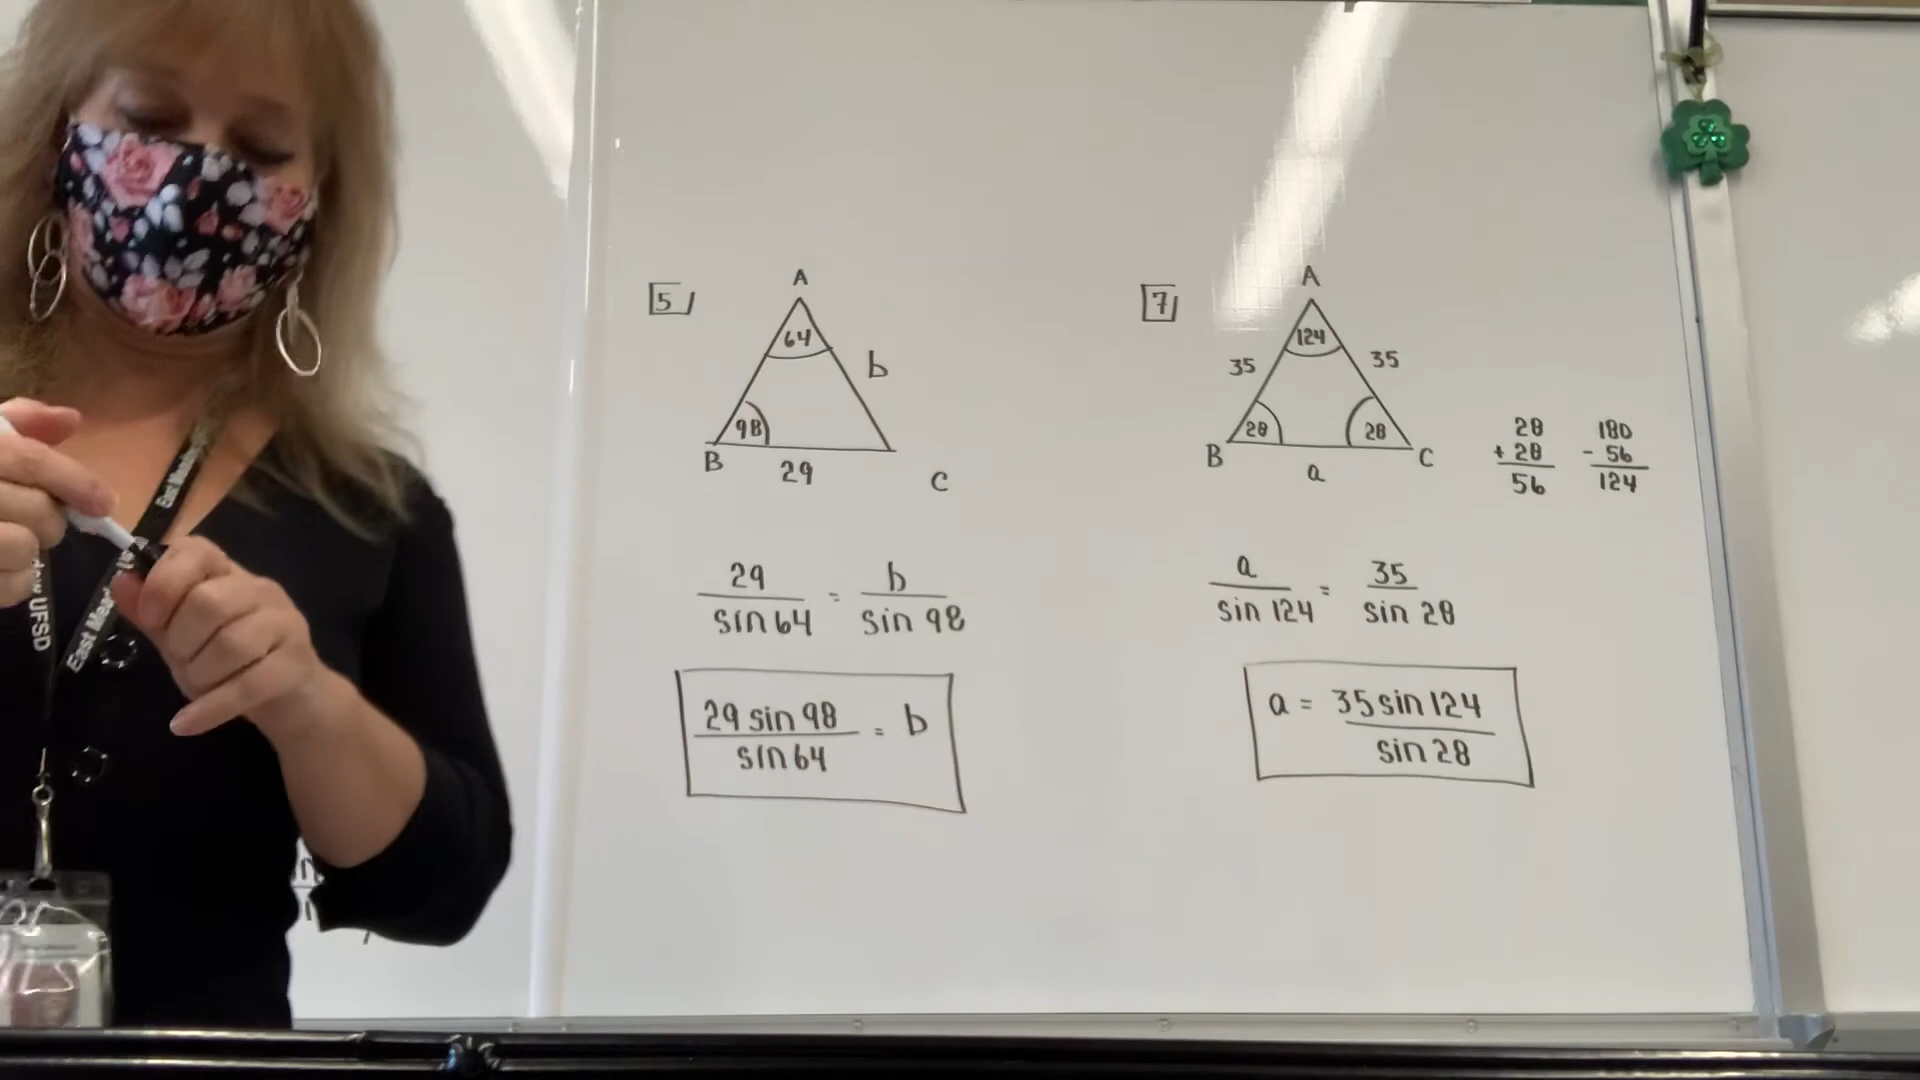 5
A
64
b
98
B
29
C
29 / sin 64 = b / sin 98
29 sin 98 / sin 64 = b
7
A
124
35
35
28
28
B
a
C
28
+ 28
56
180
- 56
124
a / sin 124 = 35 / sin 28
a = 35 sin 124 / sin 28
UFSD
East